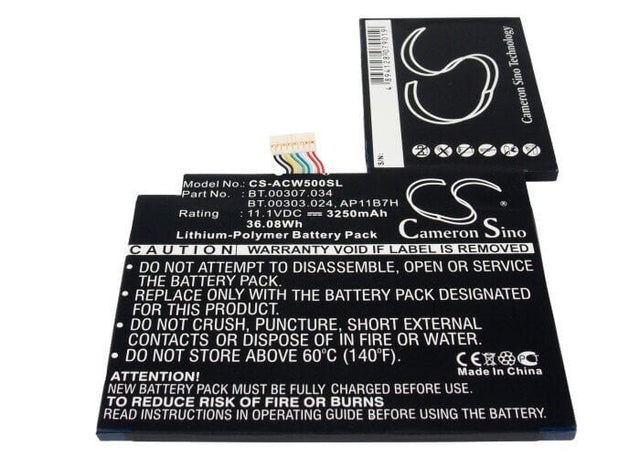 4894128079019
S/N:
CS
Cameron Sino Technology
Model No.: CS-ACW500SL
Part No.: BT.00307.034
BT.00303.024, AP11B7H
Rating : 11.1VDC ⎓ 3250mAh
36.08Wh
Lithium-Polymer Battery Pack
CS
Cameron Sino
CAUTION WARRANTY VOID IF LABEL IS REMOVED
• DO NOT ATTEMPT TO DISASSEMBLE, OPEN OR SERVICE
THE BATTERY PACK.
• REPLACE ONLY WITH THE BATTERY PACK DESIGNATED
FOR THIS PRODUCT.
• DO NOT CRUSH, PUNCTURE, SHORT EXTERNAL
CONTACTS OR DISPOSE OF IN FIRE OR WATER.
• DO NOT STORE ABOVE 60°C (140°F).
CE
Made In China
ATTENTION!
NEW BATTERY PACK MUST BE FULLY CHARGED BEFORE USE.
TO REDUCE RISK OF FIRE OR BURNS
READ INSTRUCTIONS IN OPERATING GUIDE BEFORE USING BATTERY.